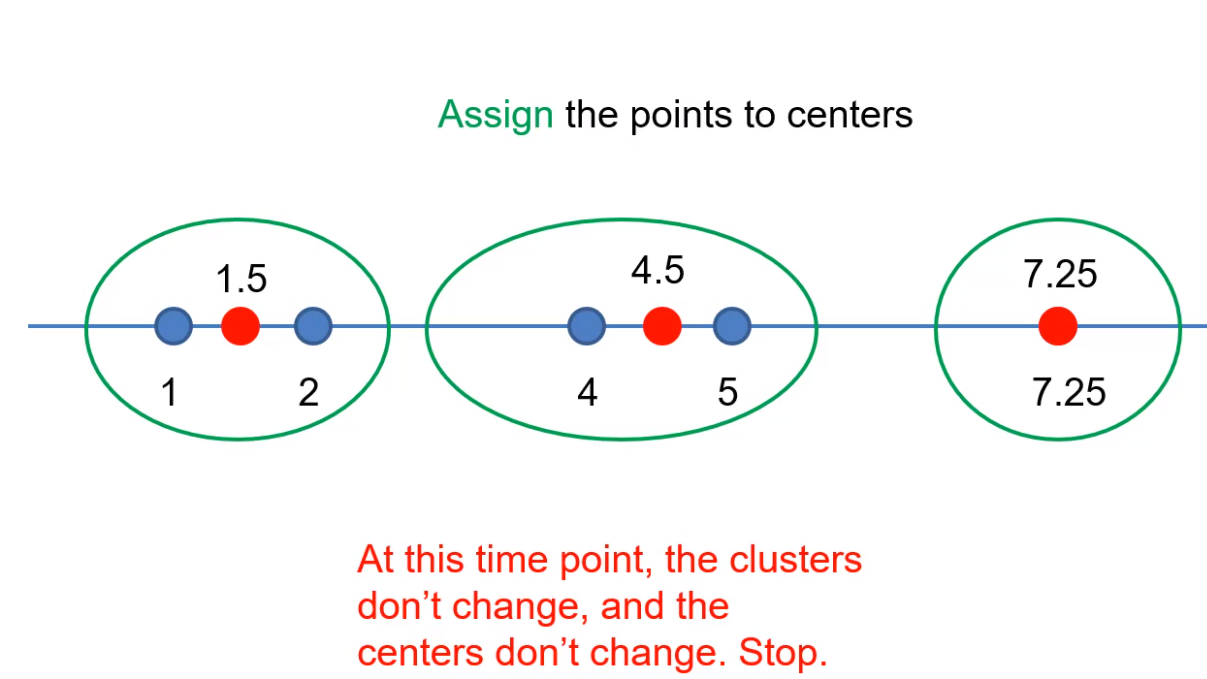 Assign the points to centers
1.5 4.5 7.25
1 2 4 5 7.25
At this time point, the clusters
don’t change, and the
centers don’t change. Stop.